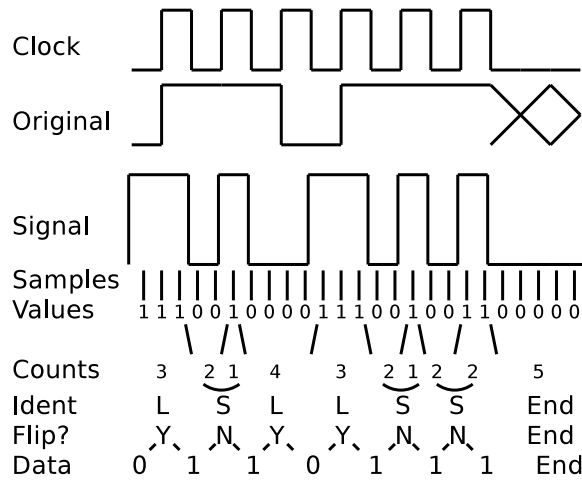 Clock
Original
Signal
Samples
Values 1 1 1 0 0 1 0 0 0 0 1 1 1 0 0 1 0 0 1 1 0 0 0 0 0
Counts 3 2 1 4 3 2 1 2 2 5
Ident L S L L S S End
Flip? Y N Y Y N N End
Data 0 1 1 0 1 1 1 End